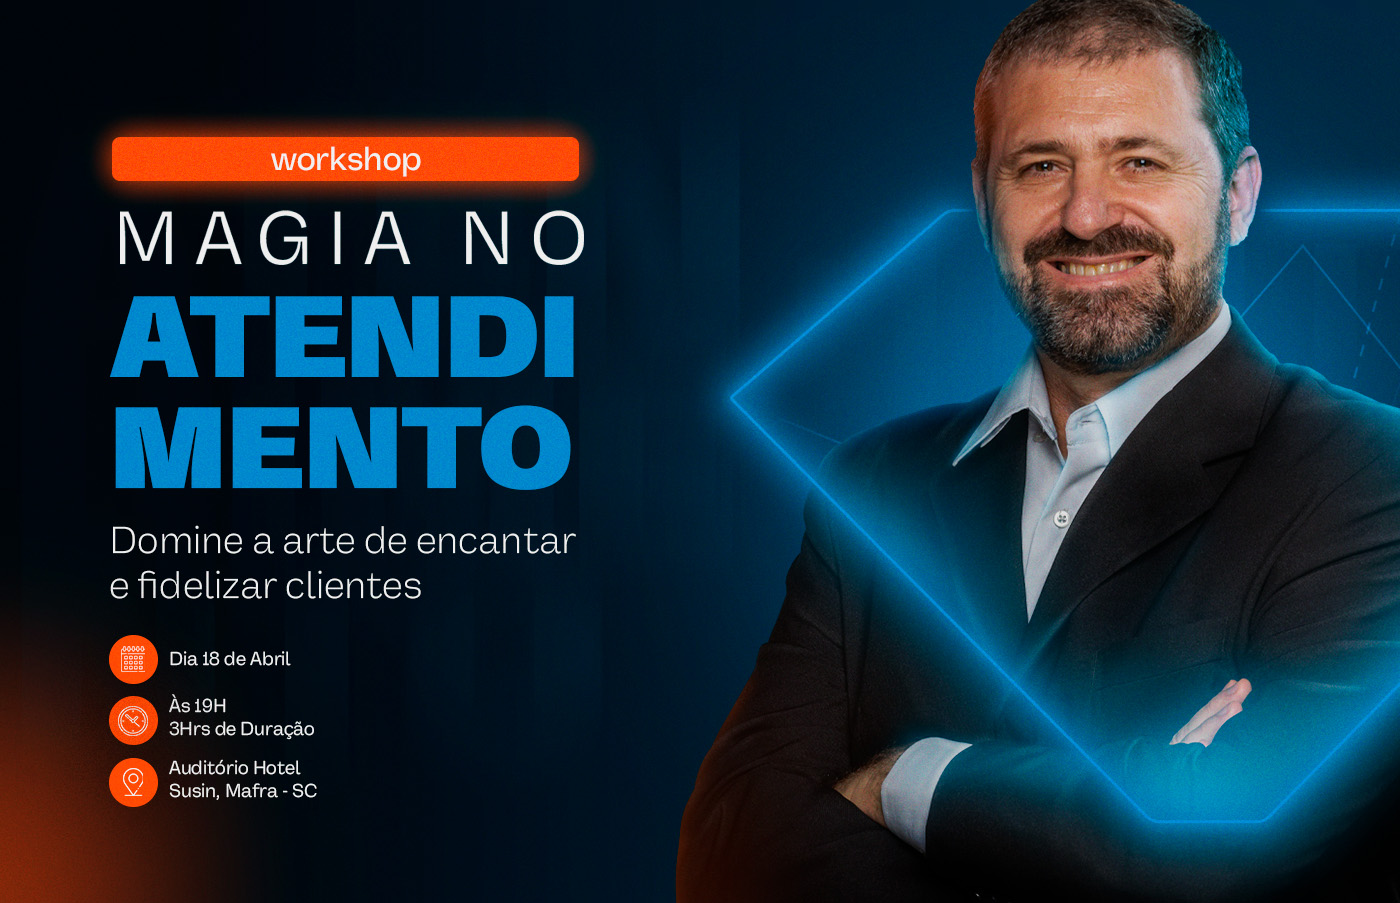 workshop
MAGIA NO
ATENDI
MENTO
Domine a arte de encantar
e fidelizar clientes
Dia 18 de Abril
Às 19H
3Hrs de Duração
Auditório Hotel
Susin, Mafra - SC